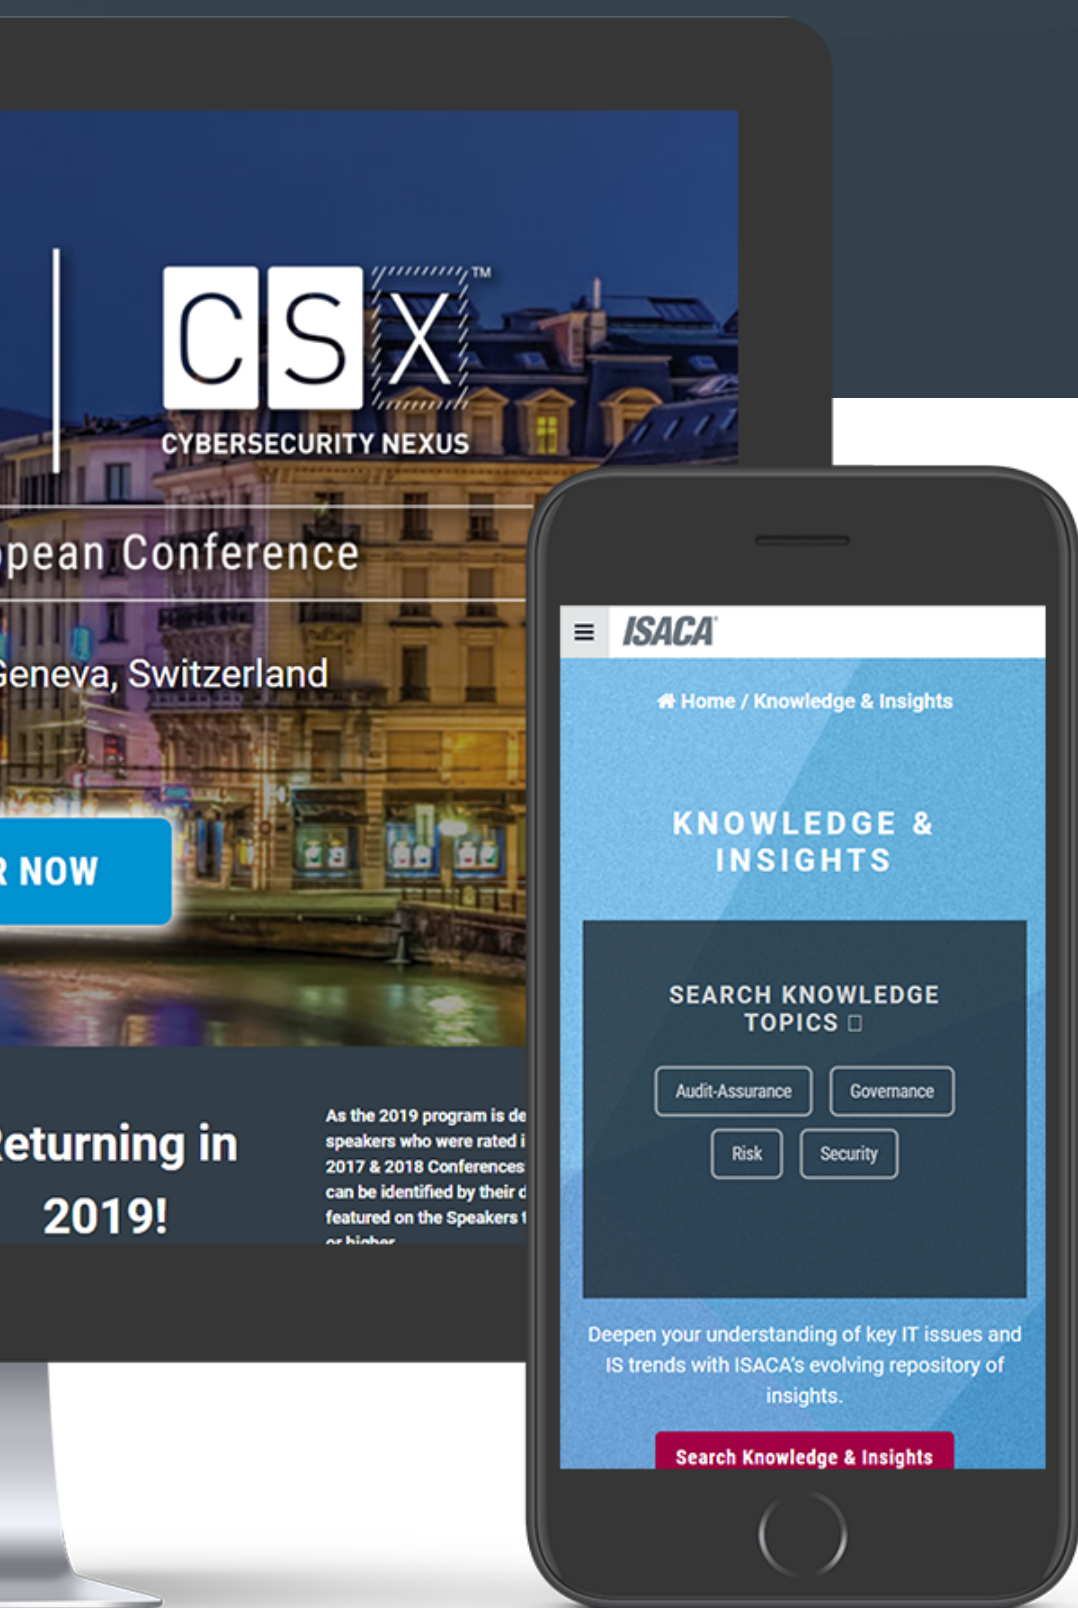 CSX™
CYBERSECURITY NEXUS
pean Conference
Geneva, Switzerland
R NOW
Returning in
2019!
As the 2019 program is de
speakers who were rated i
2017 & 2018 Conferences
can be identified by their d
featured on the Speakers t
or higher
ISACA®
Home / Knowledge & Insights
KNOWLEDGE &
INSIGHTS
SEARCH KNOWLEDGE
TOPICS
Audit-Assurance Governance
Risk Security
Deepen your understanding of key IT issues and
IS trends with ISACA's evolving repository of
insights.
Search Knowledge & Insights